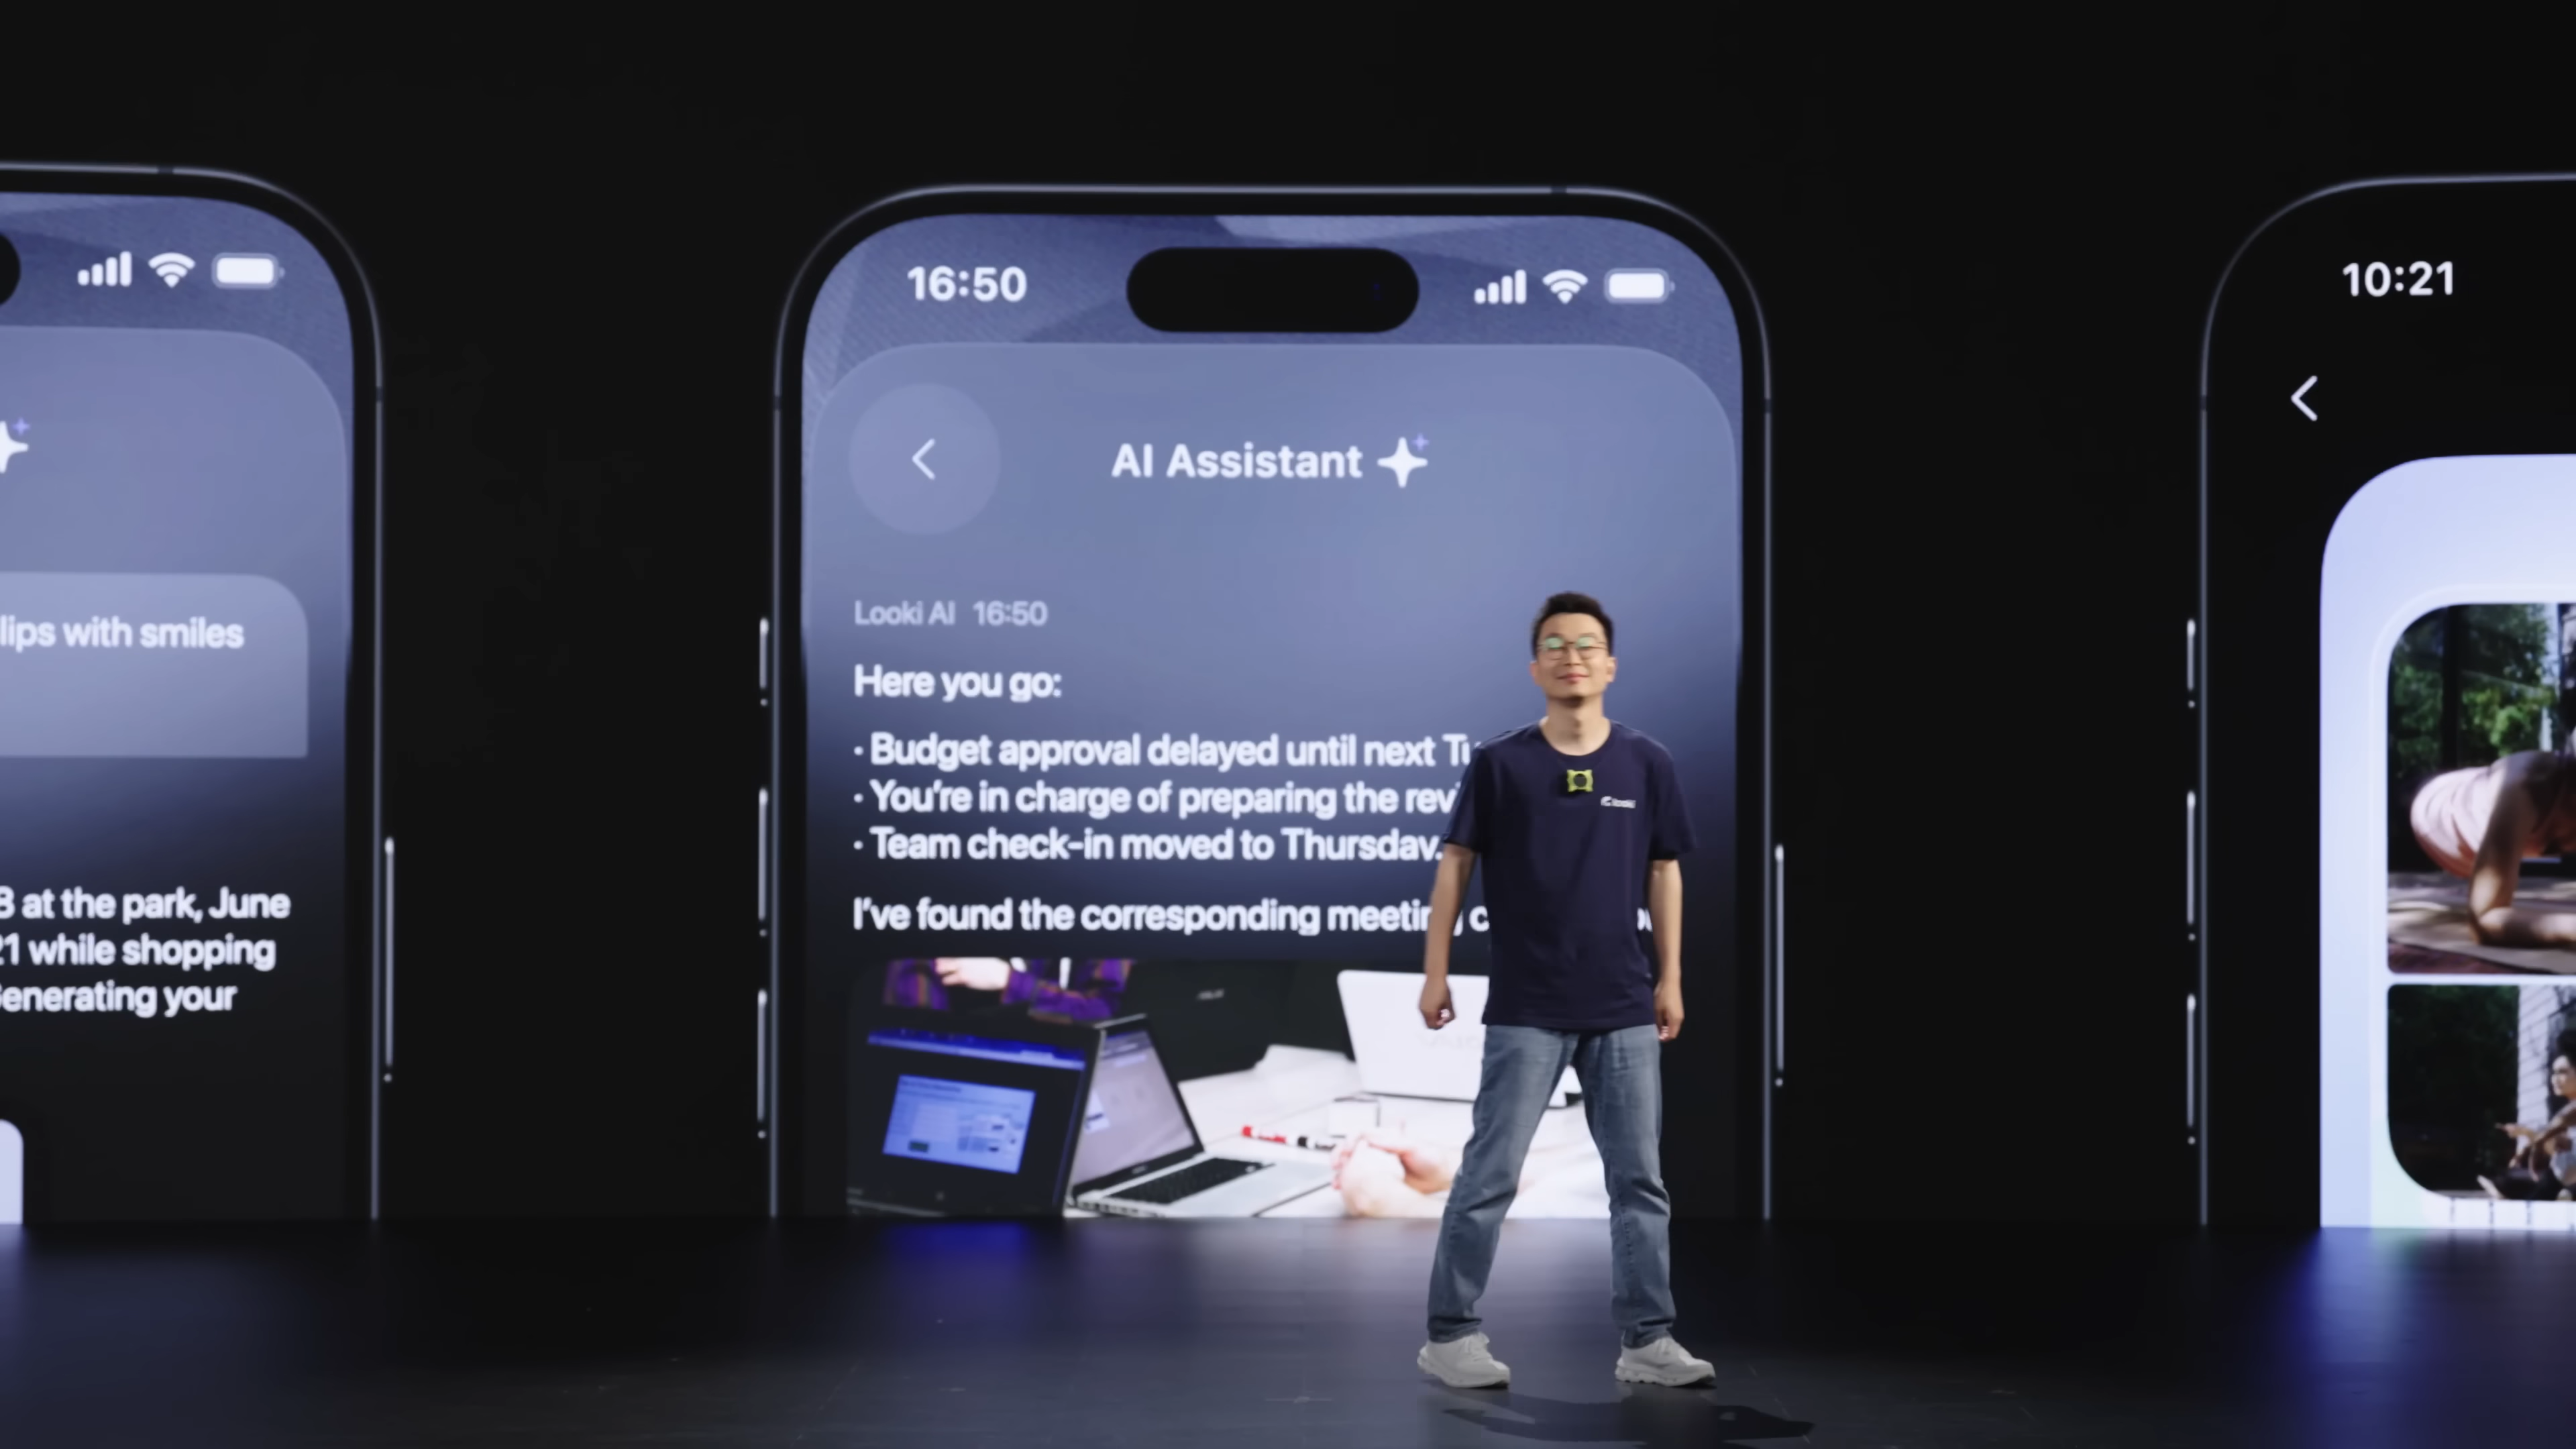 lips with smiles
at the park, June
21 while shopping
Generating your
16:50
AI Assistant
Looki AI 16:50
Here you go:
· Budget approval delayed until next
· You're in charge of preparing the
· Team check-in moved to Thursday.
I've found the corresponding meeting
looki
10:21